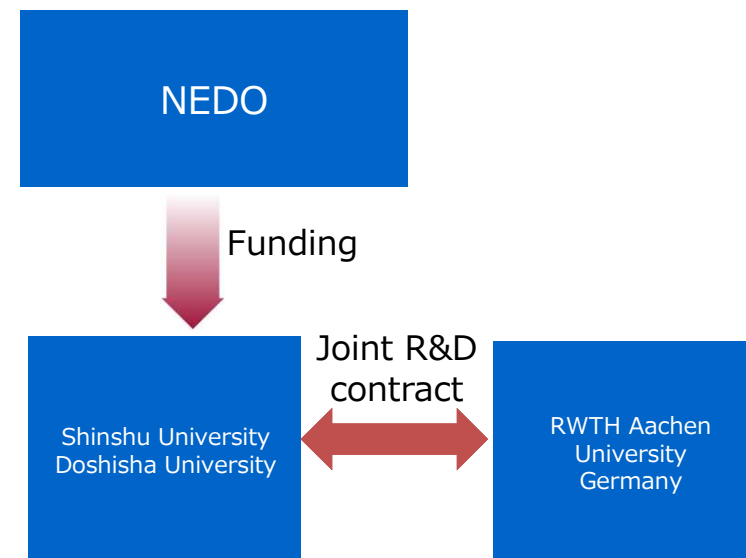 NEDO
Funding
Joint R&D
contract
Shinshu University
Doshisha University
RWTH Aachen
University
Germany